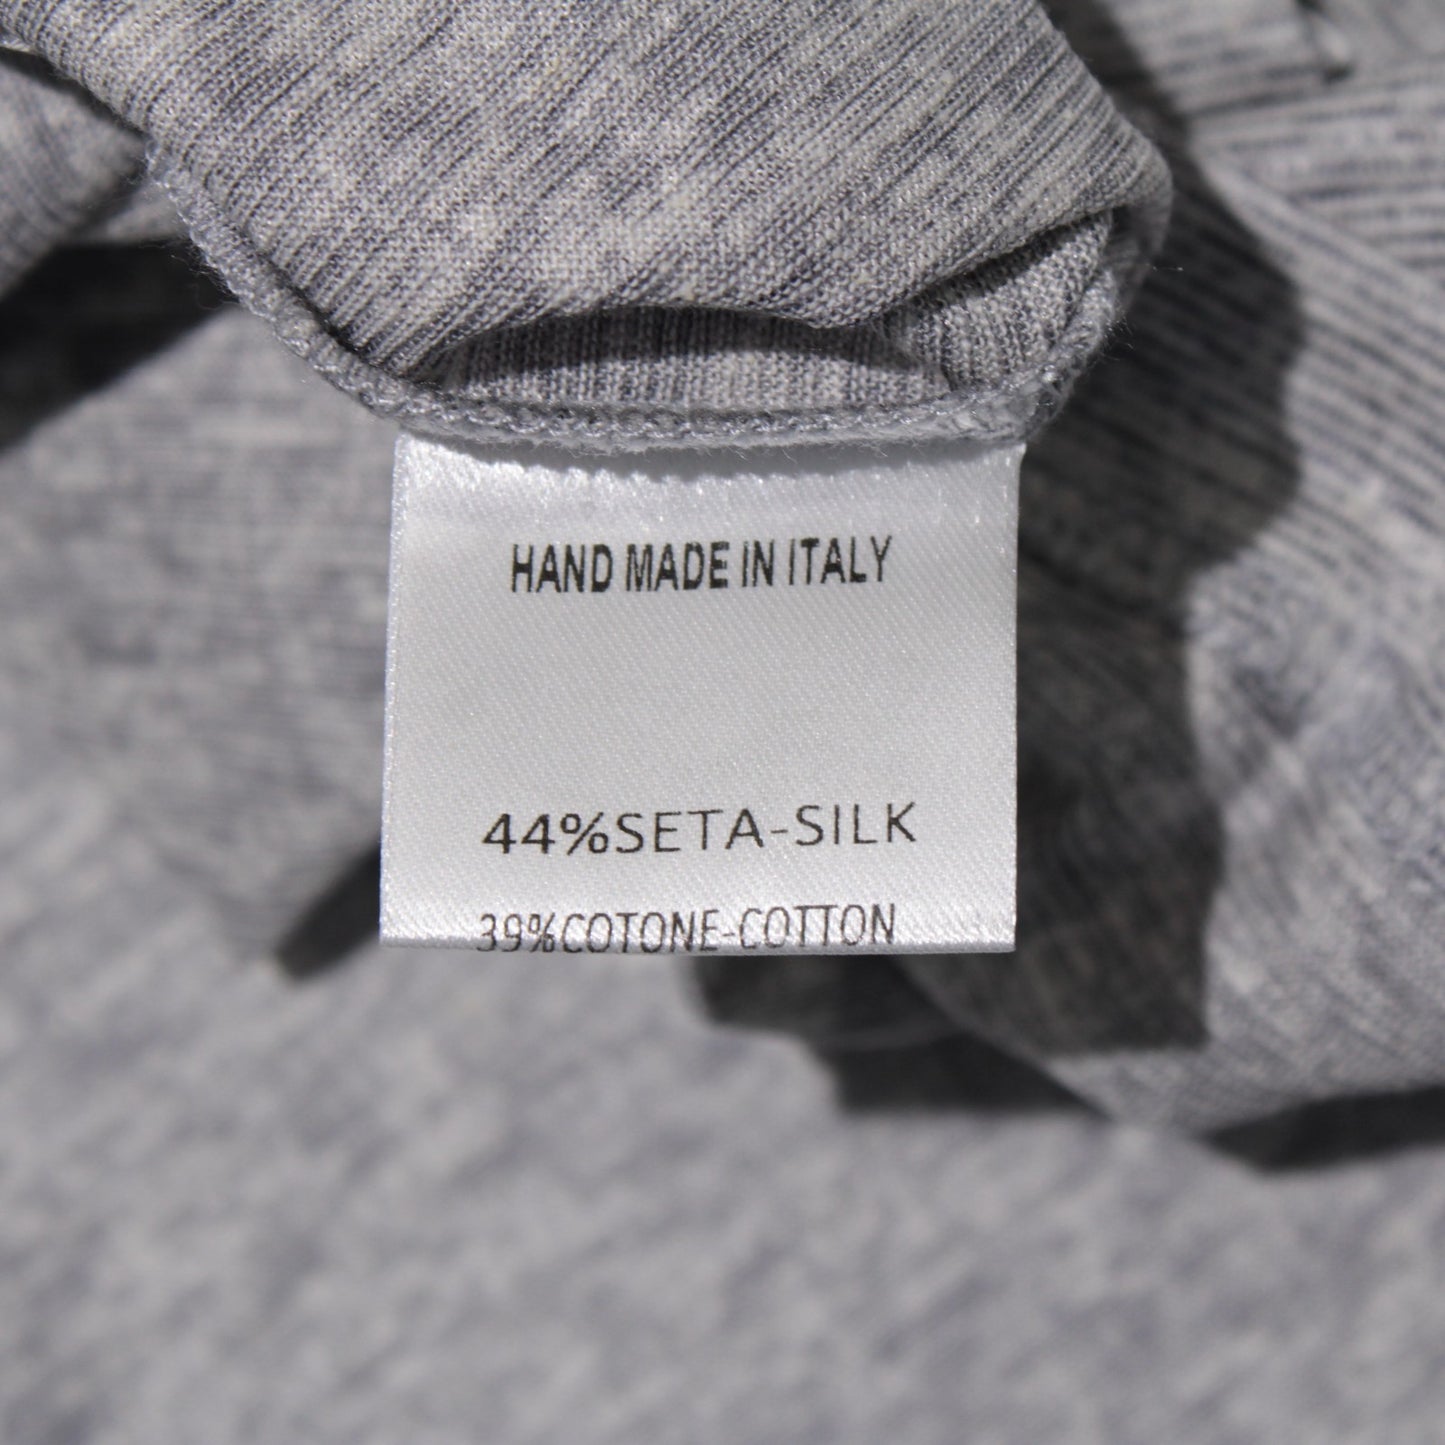 HAND MADE IN ITALY
44%SETA-SILK
39%COTONE-COTTON